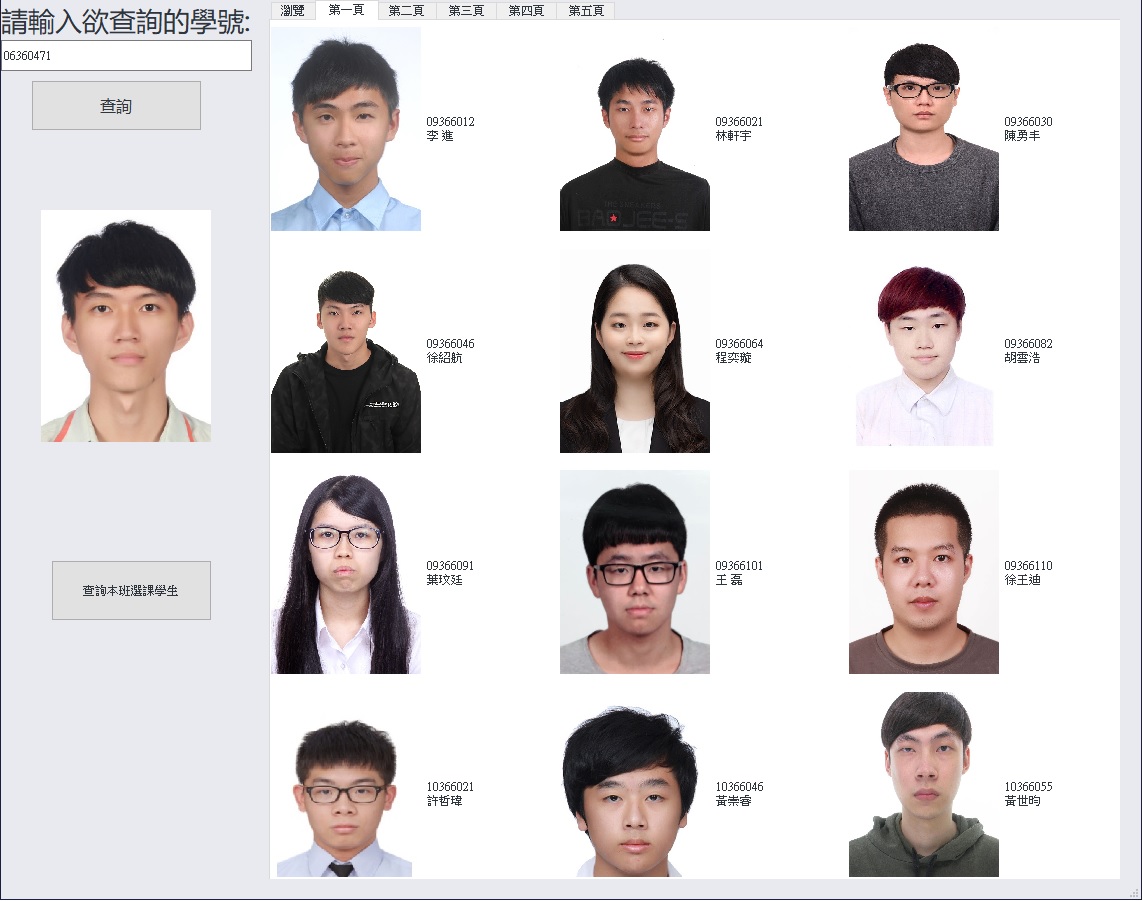 請輸入欲查詢的學號:
06360471
查詢
查詢本班選課學生
瀏覽
第一頁
第二頁
第三頁
第四頁
第五頁
09366012
李 進
09366021
林軒宇
09366030
陳勇丰
09366046
徐紹航
09366064
程奕璇
09366082
胡雲浩
09366091
葉玟廷
09366101
王 磊
09366110
徐王迪
10366021
許哲瑋
10366046
黃崇睿
10366055
黃世昀